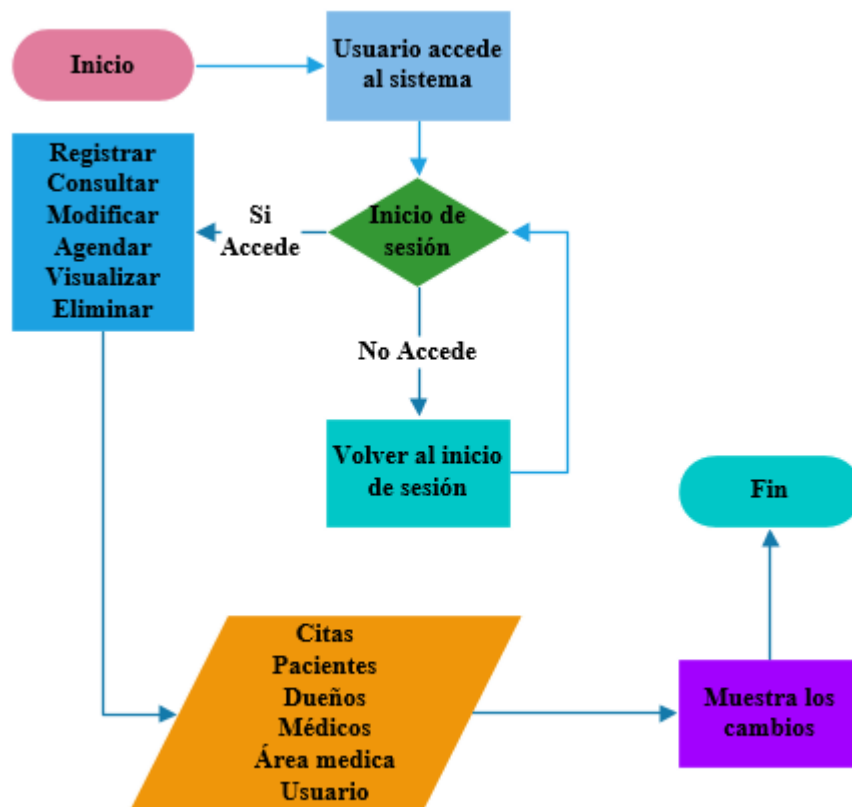 Inicio
Usuario accede
al sistema
Registrar
Consultar
Modificar
Agendar
Visualizar
Eliminar
Si
Accede
Inicio de
sesión
No Accede
Volver al inicio
de sesión
Fin
Citas
Pacientes
Dueños
Médicos
Área medica
Usuario
Muestra los
cambios